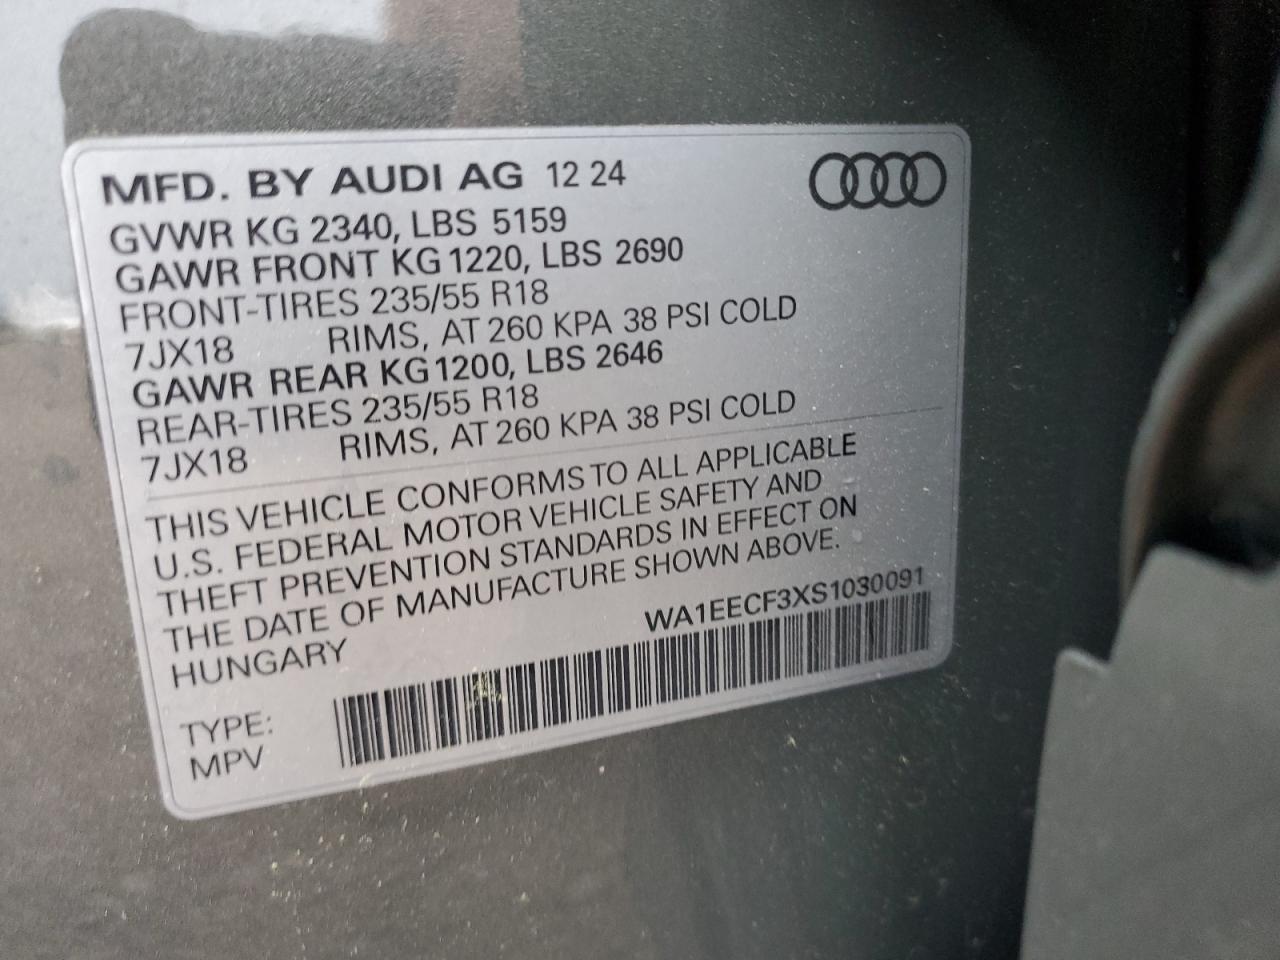 MFD. BY AUDI AG 12 24
GVWR KG 2340, LBS 5159
GAWR FRONT KG 1220, LBS 2690
FRONT-TIRES 235/55 R18
7JX18 RIMS, AT 260 KPA 38 PSI COLD
GAWR REAR KG 1200, LBS 2646
REAR-TIRES 235/55 R18
7JX18 RIMS, AT 260 KPA 38 PSI COLD
THIS VEHICLE CONFORMS TO ALL APPLICABLE
U.S. FEDERAL MOTOR VEHICLE SAFETY AND
THEFT PREVENTION STANDARDS IN EFFECT ON
THE DATE OF MANUFACTURE SHOWN ABOVE.
HUNGARY
WA1EECF3XS1030091
TYPE:
MPV